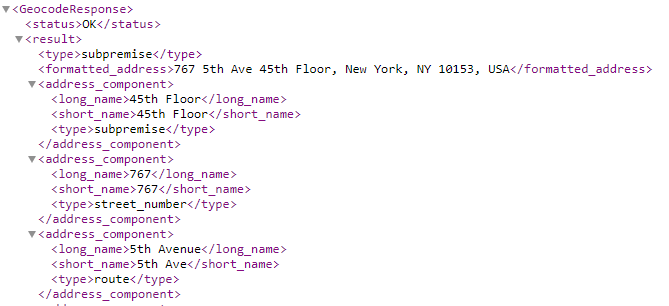 <GeocodeResponse>
<status>OK</status>
<result>
<type>subpremise</type>
<formatted_address>767 5th Ave 45th Floor, New York, NY 10153, USA</formatted_address>
<address_component>
<long_name>45th Floor</long_name>
<short_name>45th Floor</short_name>
<type>subpremise</type>
</address_component>
<address_component>
<long_name>767</long_name>
<short_name>767</short_name>
<type>street_number</type>
</address_component>
<address_component>
<long_name>5th Avenue</long_name>
<short_name>5th Ave</short_name>
<type>route</type>
</address_component>